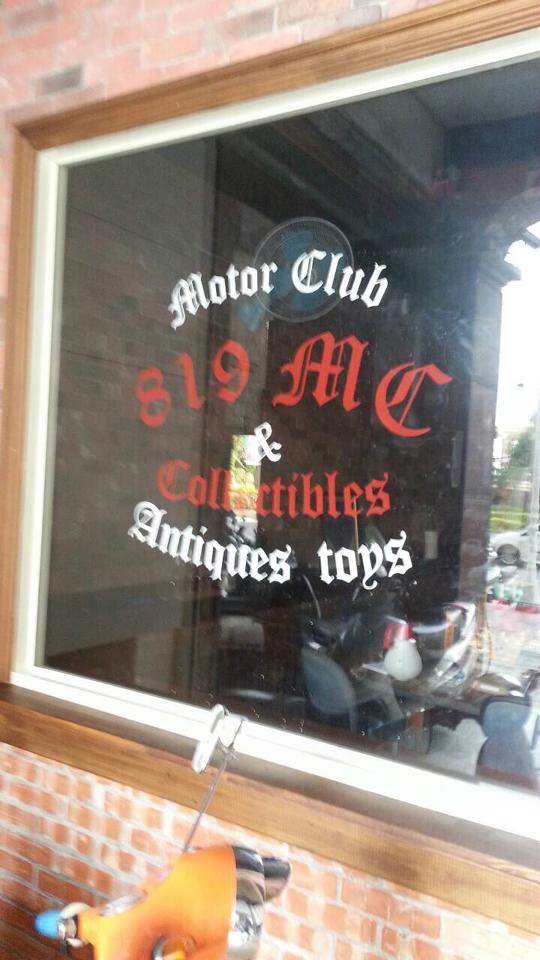 Motor Club
819 MC
&
Collectibles
Antiques toys